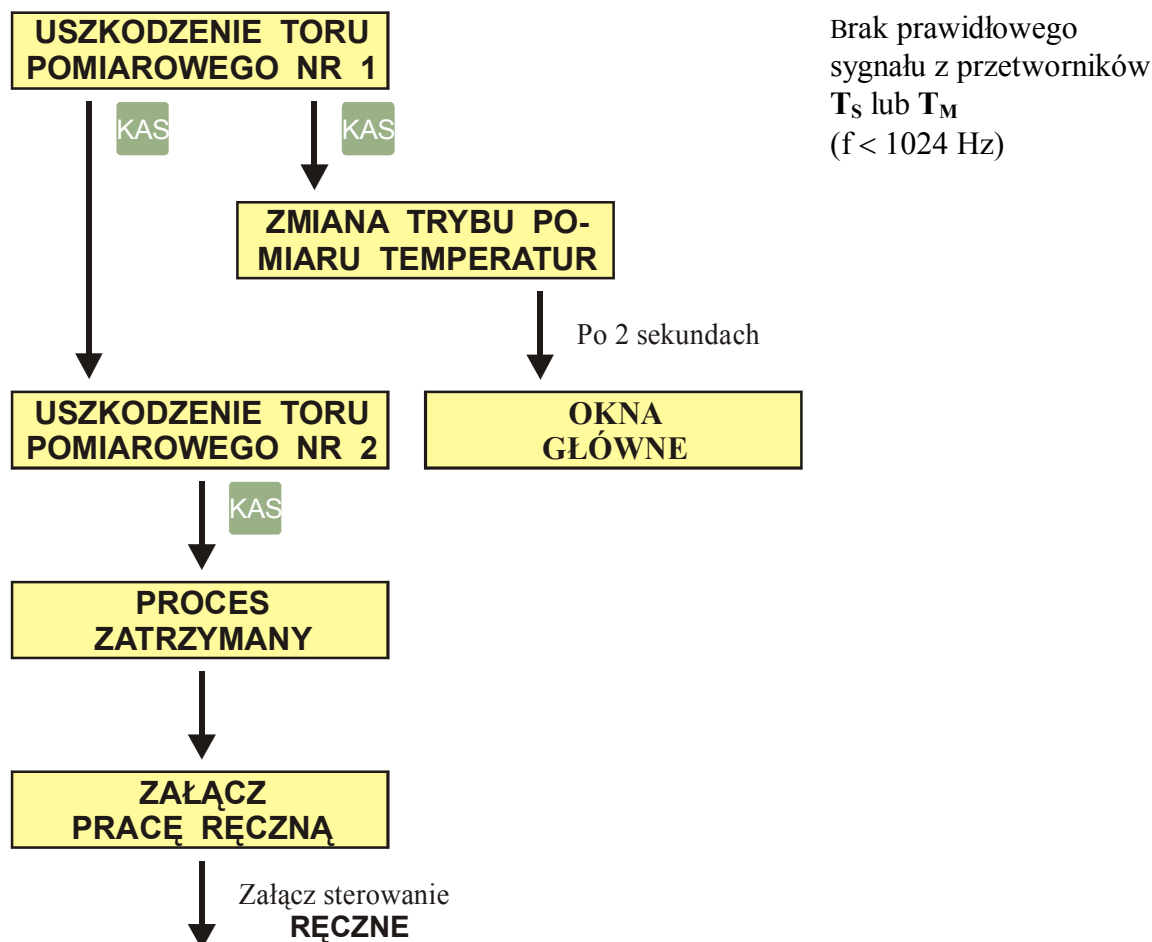 USZKODZENIE TORU
POMIAROWEGO NR 1
Brak prawidłowego
sygnału z przetworników
TS lub TM
(f < 1024 Hz)
KAS
KAS
ZMIANA TRYBU PO-
MIARU TEMPERATUR
Po 2 sekundach
USZKODZENIE TORU
POMIAROWEGO NR 2
OKNA
GŁÓWNE
KAS
PROCES
ZATRZYMANY
ZAŁĄCZ
PRACĘ RĘCZNĄ
Załącz sterowanie
RĘCZNE